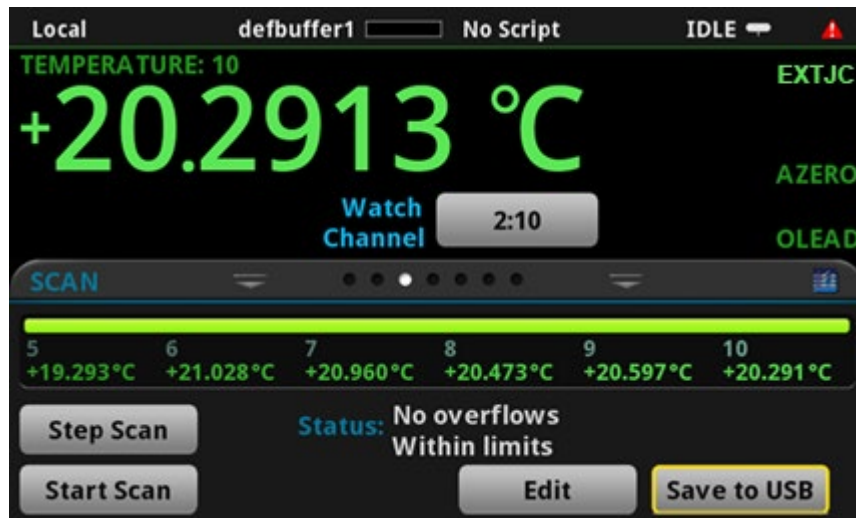 Local defbuffer1 No Script IDLE
TEMPERATURE: 10
EXTJC
+20.2913 °C
AZERO
Watch
Channel
2:10
OLEAD
SCAN
5 6 7 8 9 10
+19.293°C +21.028°C +20.960°C +20.473°C +20.597°C +20.291°C
Step Scan
Status: No overflows
Within limits
Start Scan Edit Save to USB